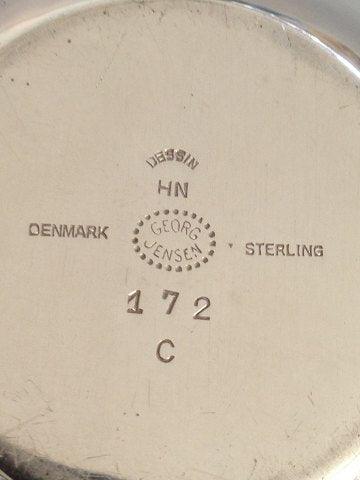 DESSIN
HN
DENMARK GEORG JENSEN STERLING
172
C